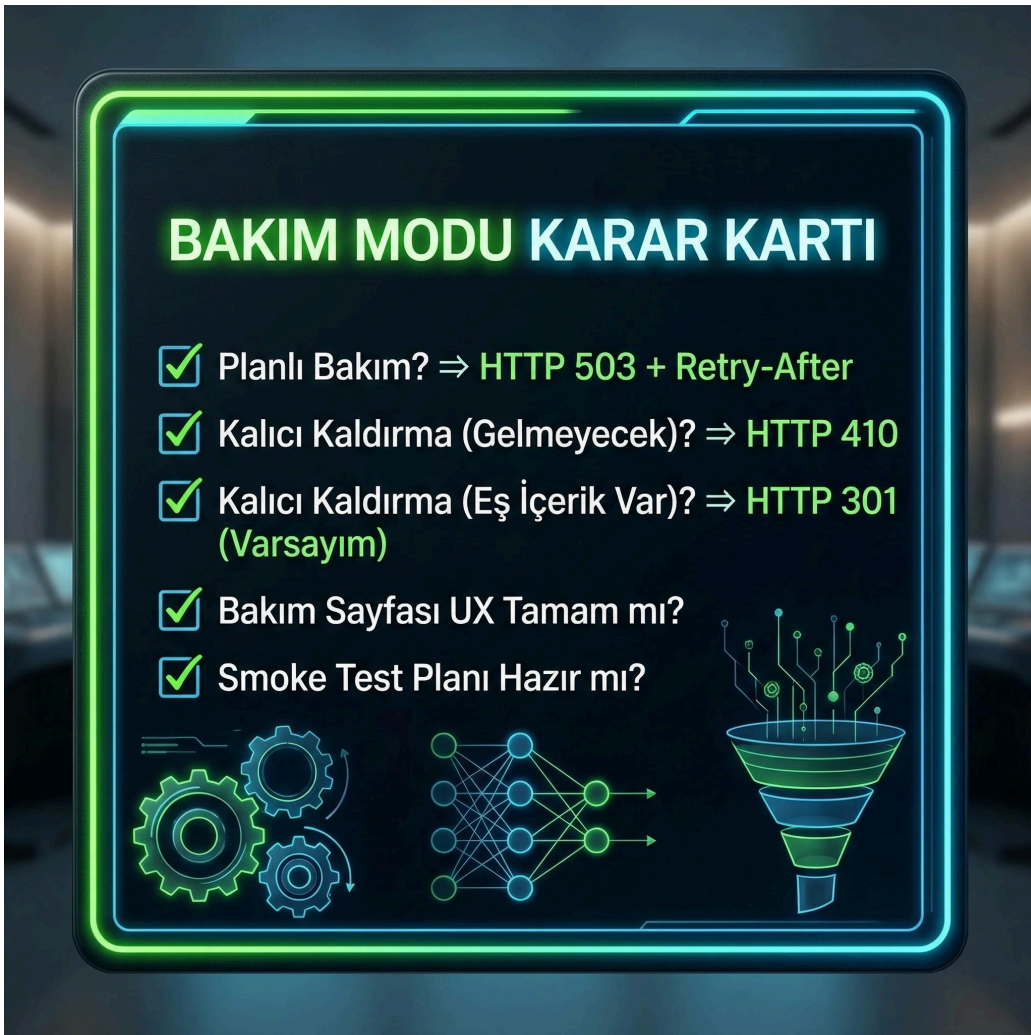 BAKIM MODU KARAR KARTI
Planlı Bakım? ⇒ HTTP 503 + Retry-After
Kalıcı Kaldırma (Gelmeyecek)? ⇒ HTTP 410
Kalıcı Kaldırma (Eş İçerik Var)? ⇒ HTTP 301
(Varsayım)
Bakım Sayfası UX Tamam mı?
Smoke Test Planı Hazır mı?